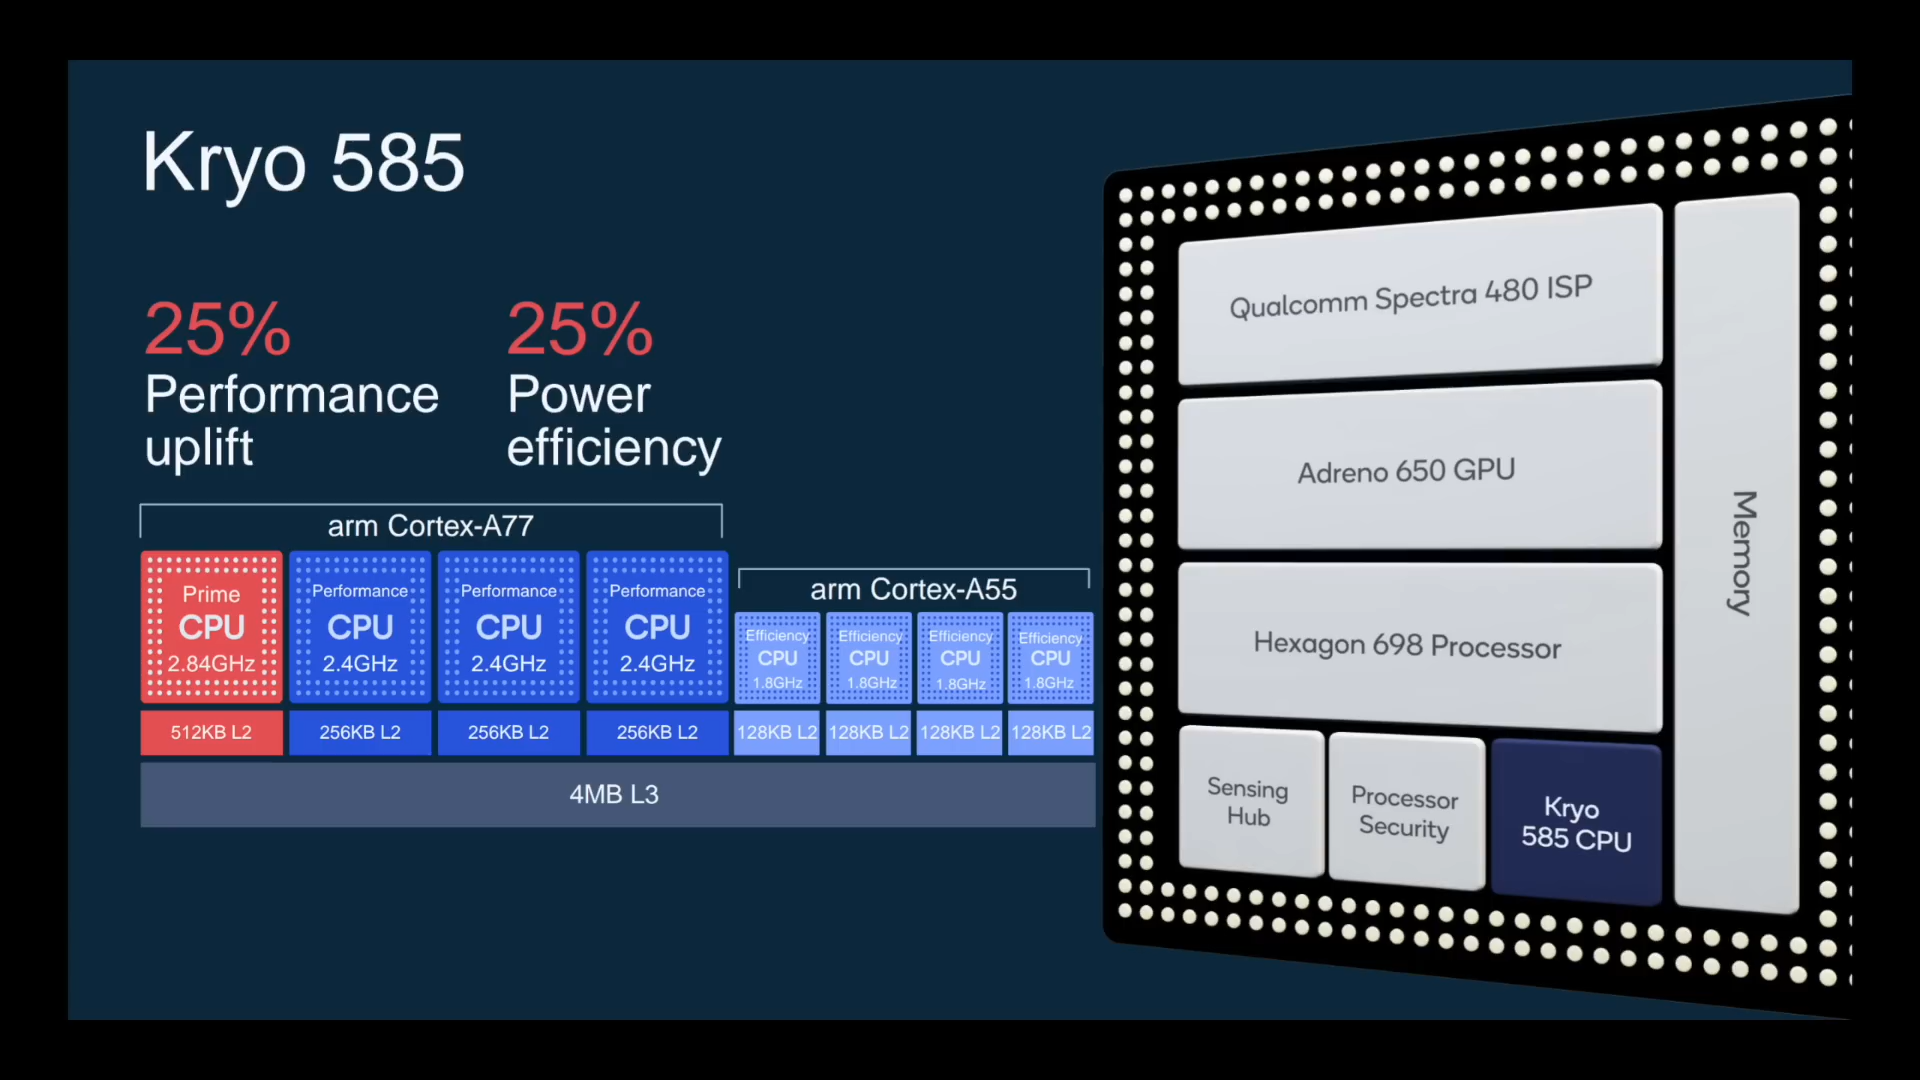 Kryo 585
25%
Performance
uplift
25%
Power
efficiency
arm Cortex-A77
Prime
CPU
2.84GHz
Performance
CPU
2.4GHz
Performance
CPU
2.4GHz
Performance
CPU
2.4GHz
arm Cortex-A55
Efficiency
CPU
1.8GHz
Efficiency
CPU
1.8GHz
Efficiency
CPU
1.8GHz
Efficiency
CPU
1.8GHz
512KB L2
256KB L2
256KB L2
256KB L2
128KB L2
128KB L2
128KB L2
128KB L2
4MB L3
Qualcomm Spectra 480 ISP
Adreno 650 GPU
Hexagon 698 Processor
Sensing
Hub
Processor
Security
Kryo
585 CPU
Memory